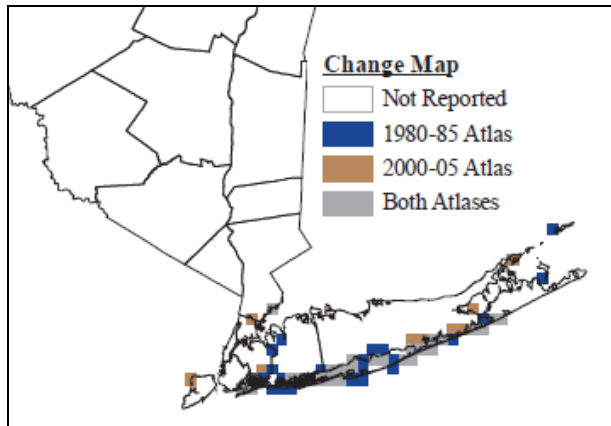 Change Map
Not Reported
1980-85 Atlas
2000-05 Atlas
Both Atlases